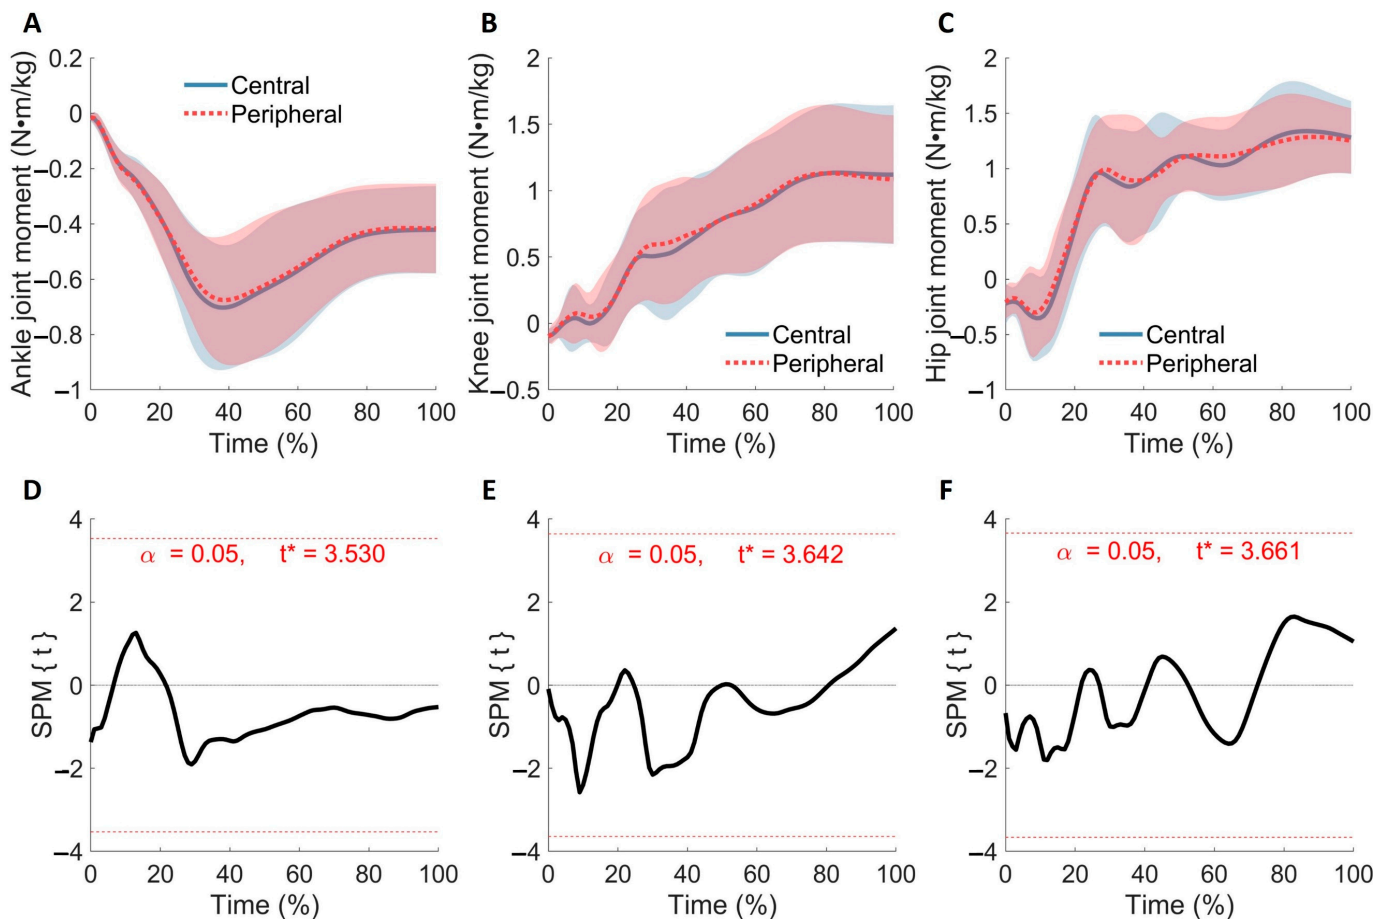 A
B
C
Ankle joint moment (N•m/kg)
0.2
0
−0.2
−0.4
−0.6
−0.8
−1
Central
Peripheral
0 20 40 60 80 100
Time (%)
Knee joint moment (N•m/kg)
2
1.5
1
0.5
0
−0.5
Central
Peripheral
0 20 40 60 80 100
Time (%)
Hip joint moment (N•m/kg)
2
1.5
1
0.5
0
−0.5
−1
Central
Peripheral
0 20 40 60 80 100
Time (%)
D
E
F
SPM { t }
4
2
0
−2
−4
α = 0.05, t* = 3.530
0 20 40 60 80 100
Time (%)
SPM { t }
4
2
0
−2
−4
α = 0.05, t* = 3.642
0 20 40 60 80 100
Time (%)
SPM { t }
4
2
0
−2
−4
α = 0.05, t* = 3.661
0 20 40 60 80 100
Time (%)